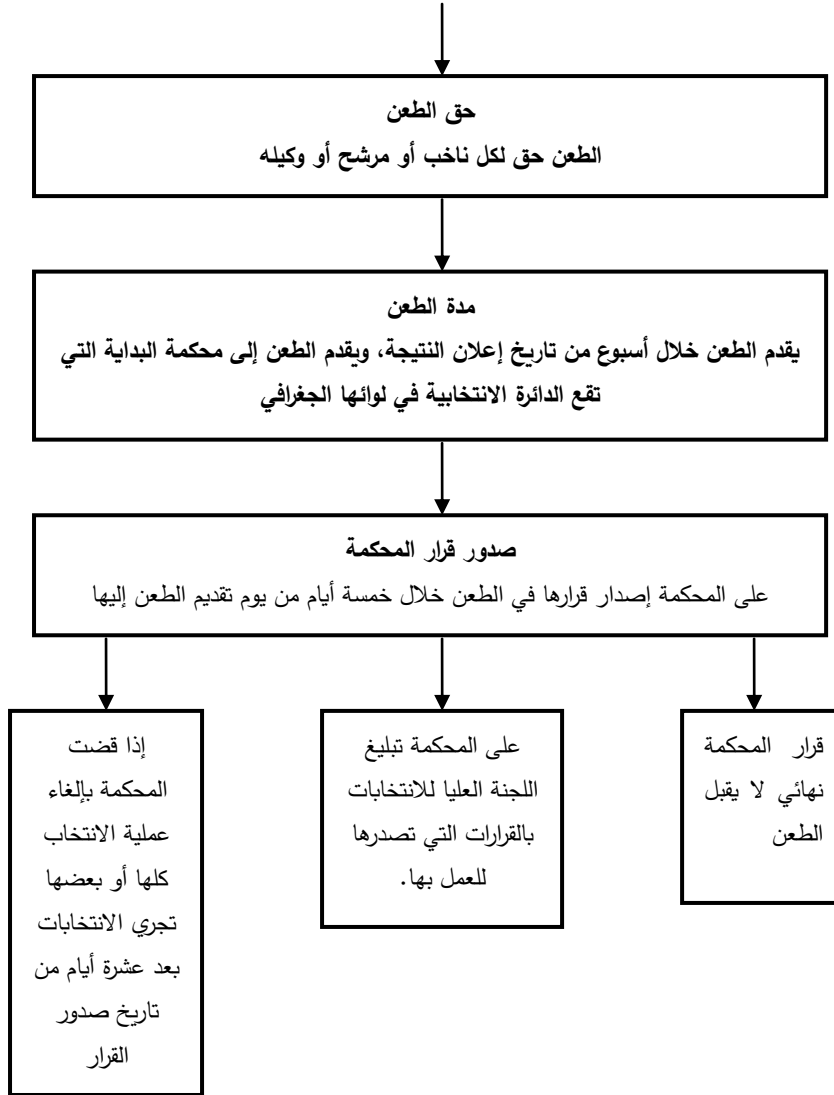 حق الطعن
الطعن حق لكل ناخب أو مرشح أو وكيله
مدة الطعن
يقدم الطعن خلال أسبوع من تاريخ إعلان النتيجة، ويقدم الطعن إلى محكمة البداية التي
تقع الدائرة الانتخابية في لوائها الجغرافي
صدور قرار المحكمة
على المحكمة إصدار قرارها في الطعن خلال خمسة أيام من يوم تقديم الطعن إليها
قرار المحكمة
نهائي لا يقبل
الطعن
على المحكمة تبليغ
اللجنة العليا للانتخابات
بالقرارات التي تصدرها
للعمل بها.
إذا قضت
المحكمة بإلغاء
عملية الانتخاب
كلها أو بعضها
تجري الانتخابات
بعد عشرة أيام من
تاريخ صدور
القرار